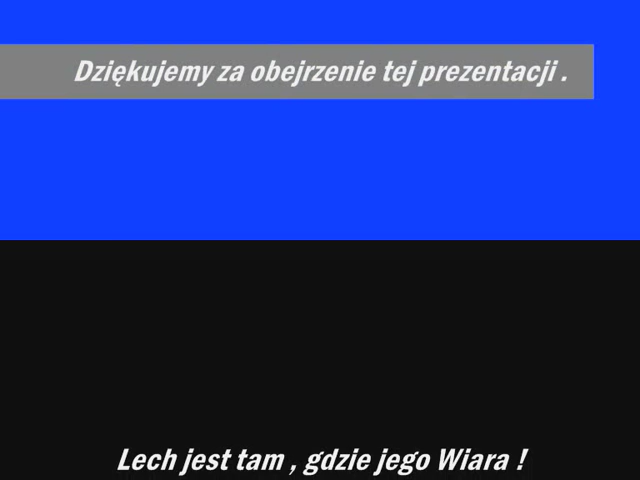 Dziękujemy za obejrzenie tej prezentacji .
Lech jest tam , gdzie jego Wiara !